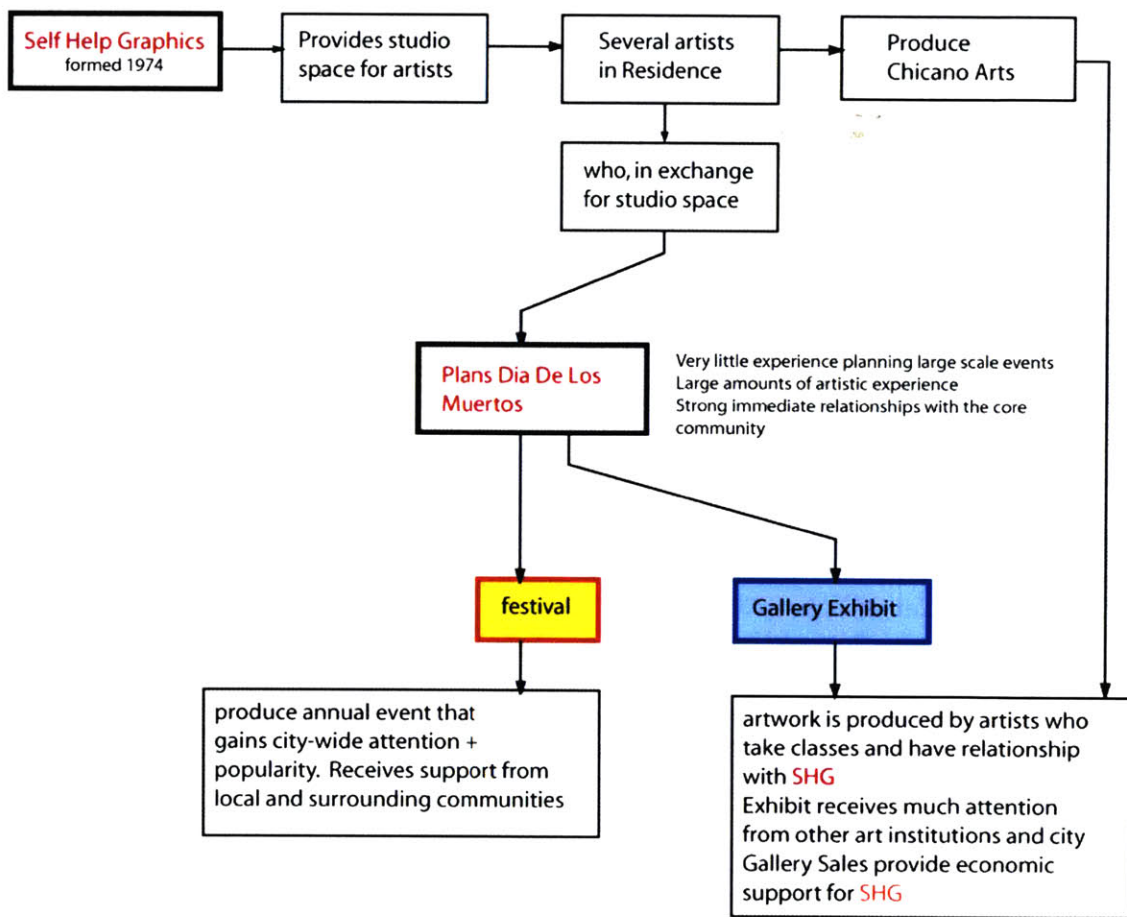 Self Help Graphics
formed 1974
Provides studio
space for artists
Several artists
in Residence
Produce
Chicano Arts
who, in exchange
for studio space
Plans Dia De Los
Muertos
Very little experience planning large scale events
Large amounts of artistic experience
Strong immediate relationships with the core
community
festival
Gallery Exhibit
produce annual event that
gains city-wide attention +
popularity. Receives support from
local and surrounding communities
artwork is produced by artists who
take classes and have relationship
with SHG
Exhibit receives much attention
from other art institutions and city
Gallery Sales provide economic
support for SHG